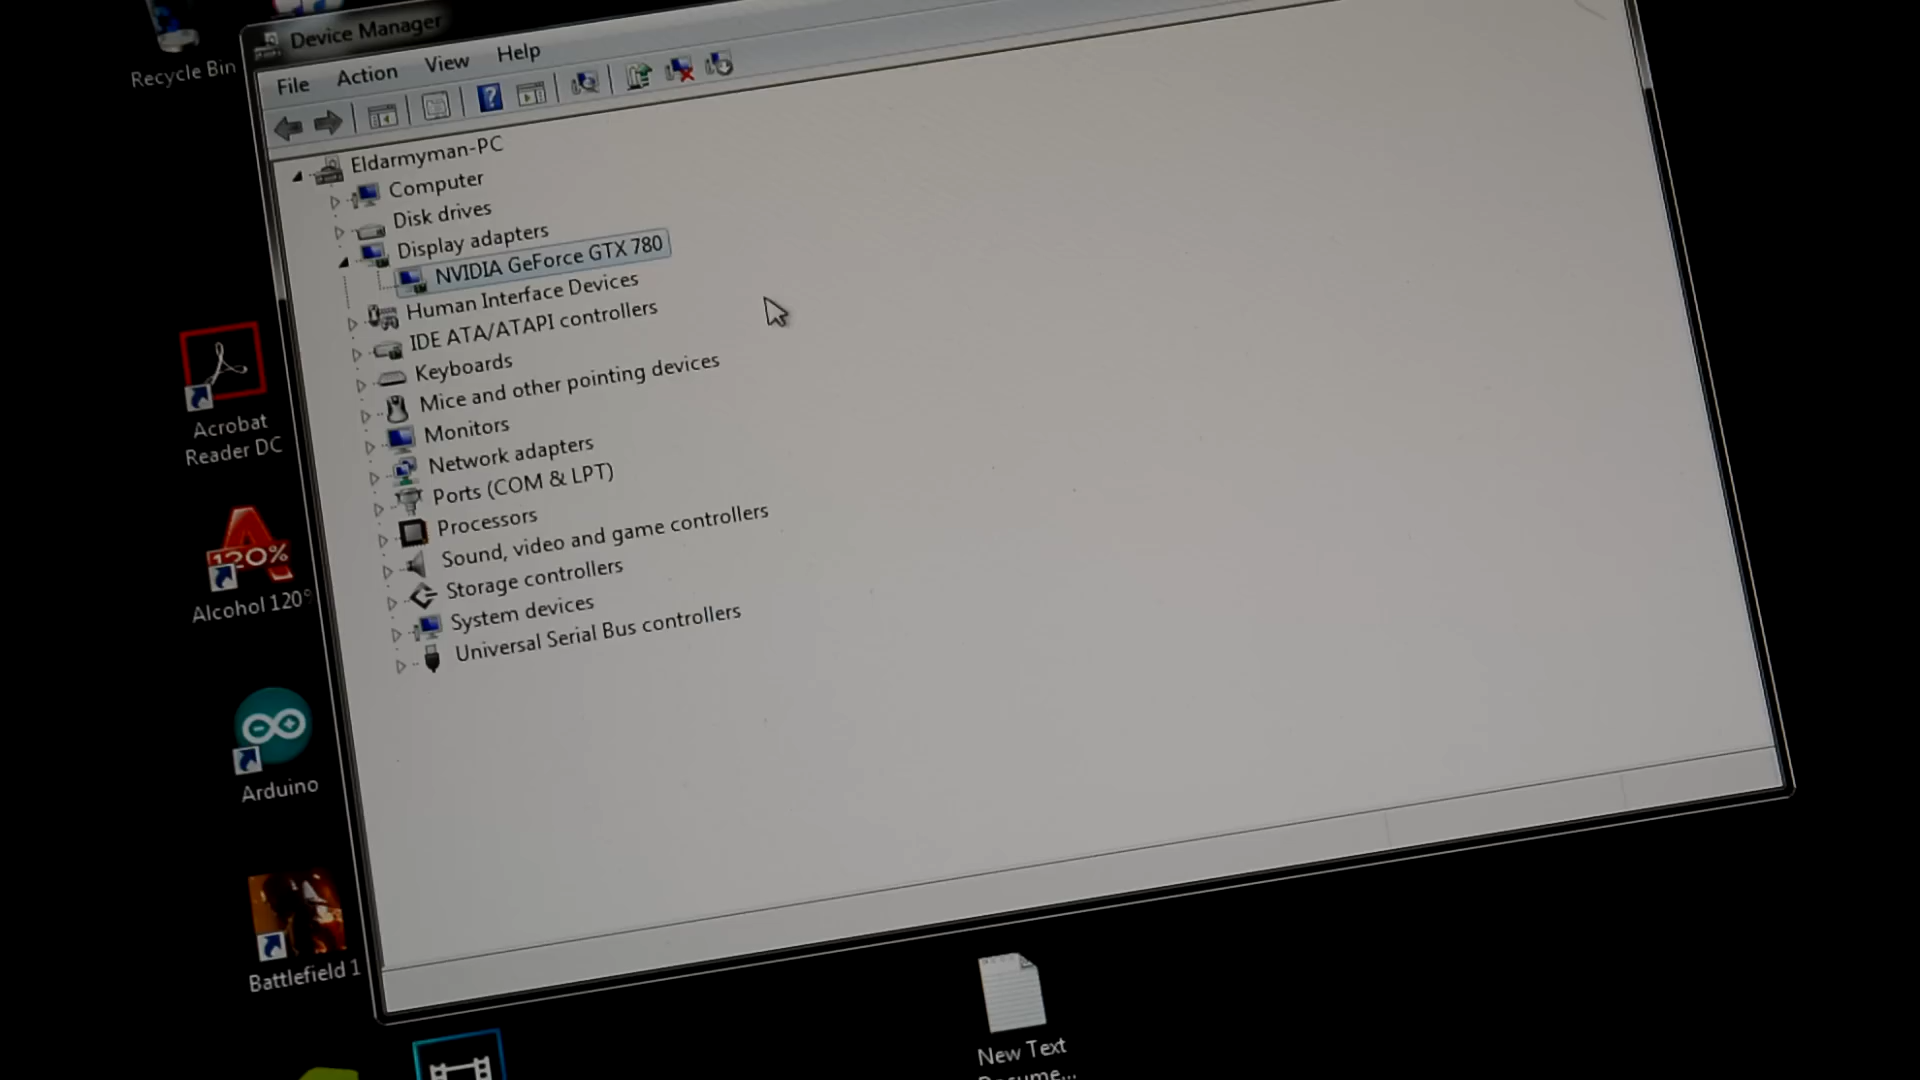 Recycle Bin
Device Manager
File Action View Help
Eldarmyman-PC
Computer
Disk drives
Display adapters
NVIDIA GeForce GTX 780
Human Interface Devices
IDE ATA/ATAPI controllers
Keyboards
Mice and other pointing devices
Monitors
Network adapters
Ports (COM & LPT)
Processors
Sound, video and game controllers
Storage controllers
System devices
Universal Serial Bus controllers
Acrobat
Reader DC
120%
Alcohol 120°
Arduino
Battlefield 1
New Text
Docume...